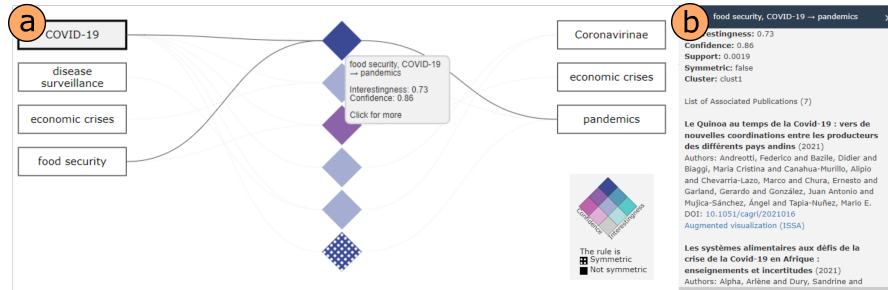 a
COVID-19
disease
surveillance
economic crises
food security
food security, COVID-19
→ pandemics
Interestingness: 0.73
Confidence: 0.86
Click for more
Coronavirinae
economic crises
pandemics
Confidence
Interestingness
The rule is
Symmetric
Not symmetric
b
food security, COVID-19 → pandemics
Confidence: 0.86
Support: 0.0019
Symmetric: false
Cluster: clust1
List of Associated Publications (7)
Le Quinoa au temps de la Covid-19 : vers de
nouvelles coordinations entre les producteurs
des différents pays andins (2021)
Authors: Andreotti, Federico and Bazile, Didier and
Biaggi, Maria Cristina and Canahua-Murillo, Alipio
and Chevarria-Lazo, Marco and Chura, Ernesto and
Garland, Gerardo and González, Juan Antonio and
Mujica-Sánchez, Ángel and Tapia-Nuñez, Mario E.
DOI: 10.1051/cagri/2021016
Augmented visualization (ISSA)
Les systèmes alimentaires aux défis de la
crise de la Covid-19 en Afrique :
enseignements et incertitudes (2021)
Authors: Alpha, Arlène and Dury, Sandrine and